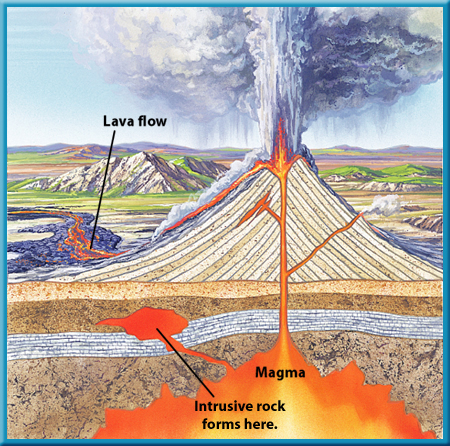 Lava flow
Magma
Intrusive rock
forms here.